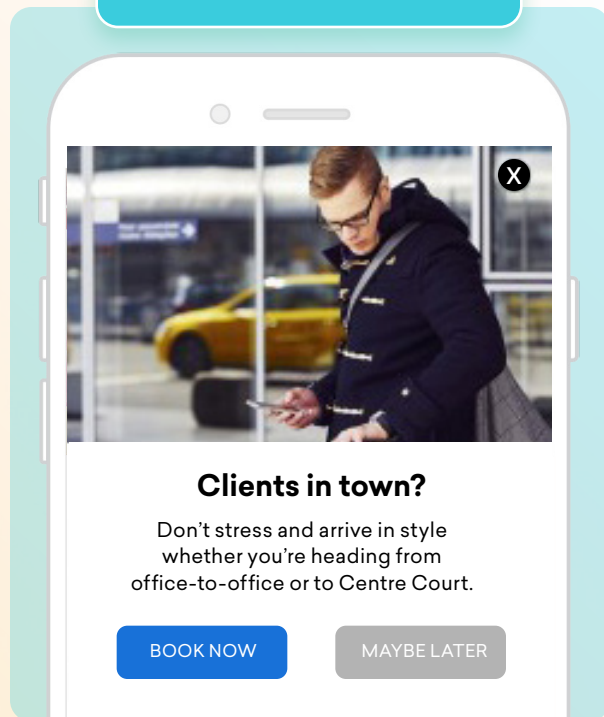 X
Clients in town?
Don’t stress and arrive in style
whether you’re heading from
office-to-office or to Centre Court.
BOOK NOW
MAYBE LATER